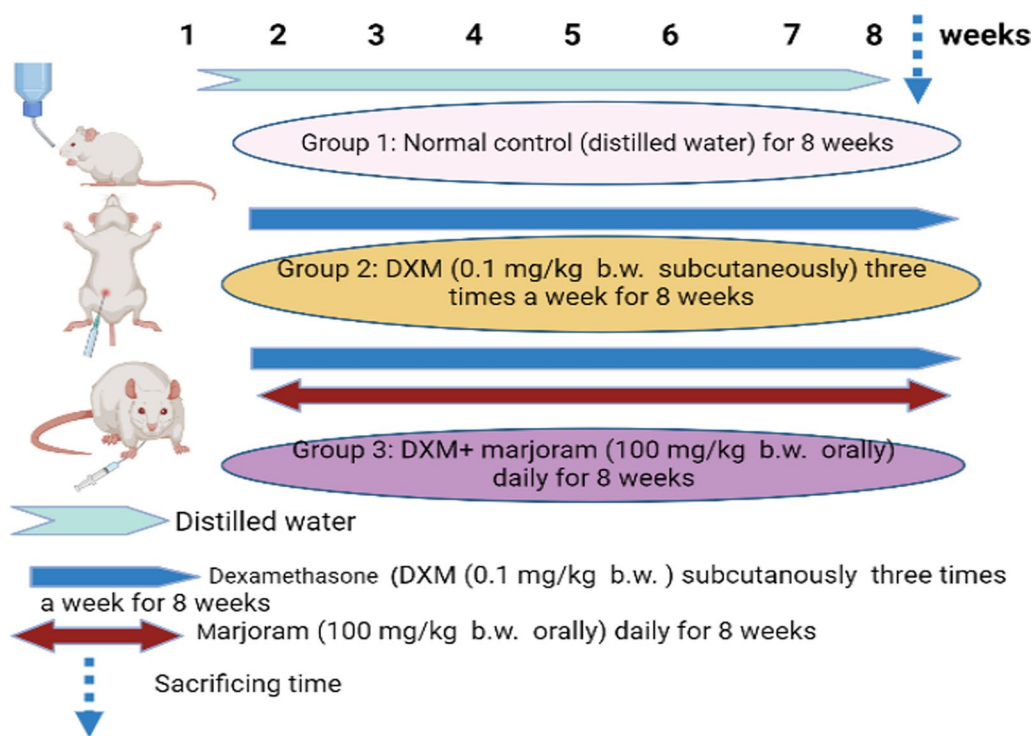 1 2 3 4 5 6 7 8 weeks
Group 1: Normal control (distilled water) for 8 weeks
Group 2: DXM (0.1 mg/kg b.w. subcutaneously) three
times a week for 8 weeks
Group 3: DXM+ marjoram (100 mg/kg b.w. orally)
daily for 8 weeks
Distilled water
Dexamethasone (DXM (0.1 mg/kg b.w. ) subcutanously three times
a week for 8 weeks
Marjoram (100 mg/kg b.w. orally) daily for 8 weeks
Sacrificing time